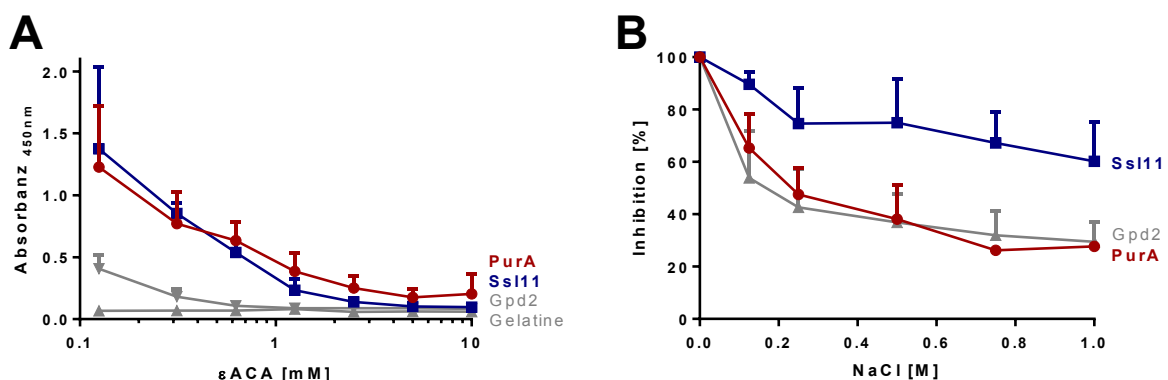 A
B
Absorbanz 450nm
2.0
1.5
1.0
0.5
0.0
0.1
1
10
εACA [mM]
PurA
Ssl11
Gpd2
Gelatine
Inhibition [%]
100
80
60
40
20
0
0.0
0.2
0.4
0.6
0.8
1.0
NaCl [M]
Ssl11
Gpd2
PurA